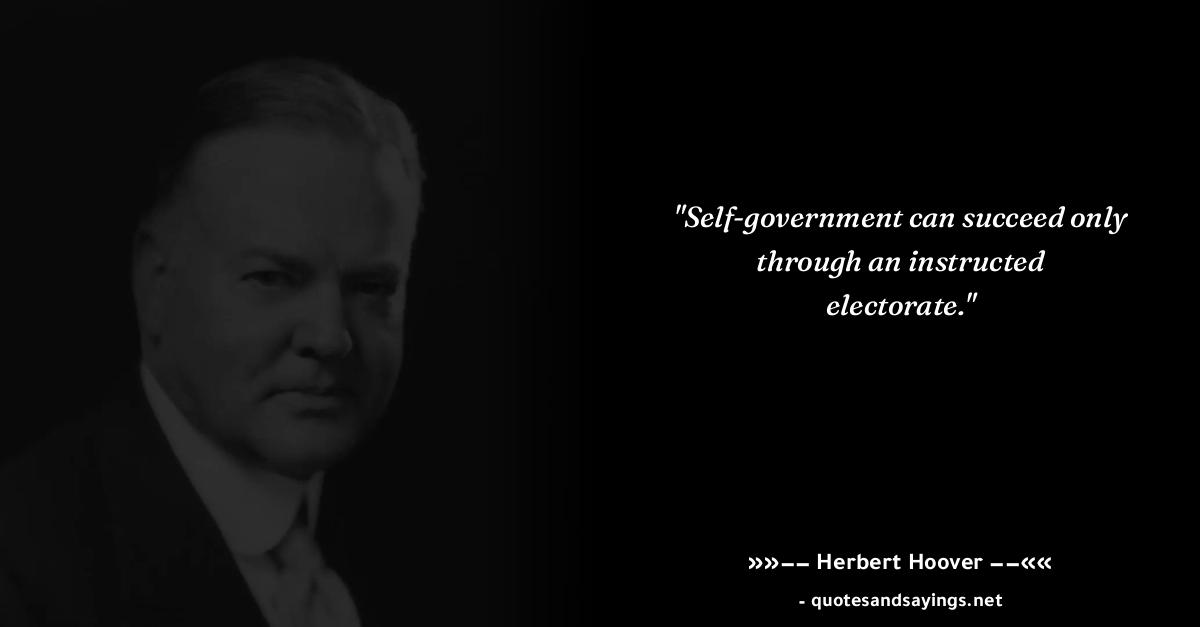 "Self-government can succeed only
through an instructed
electorate."
»»−− Herbert Hoover −−««
- quotesandsayings.net